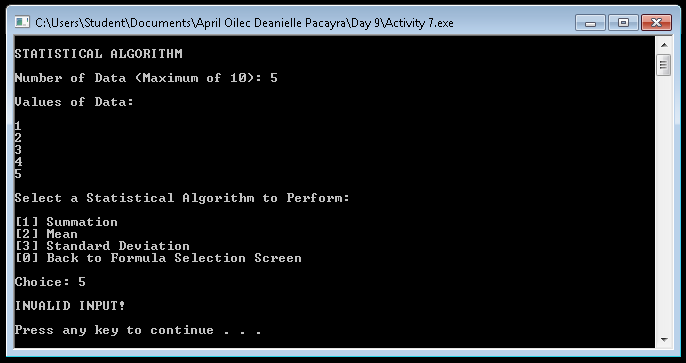 C:\Users\Student\Documents\April Oilec Deanielle Pacayra\Day 9\Activity 7.exe
STATISTICAL ALGORITHM
Number of Data (Maximum of 10): 5
Values of Data:
1
2
3
4
5
Select a Statistical Algorithm to Perform:
[1] Summation
[2] Mean
[3] Standard Deviation
[0] Back to Formula Selection Screen
Choice: 5
INVALID INPUT!
Press any key to continue . . .